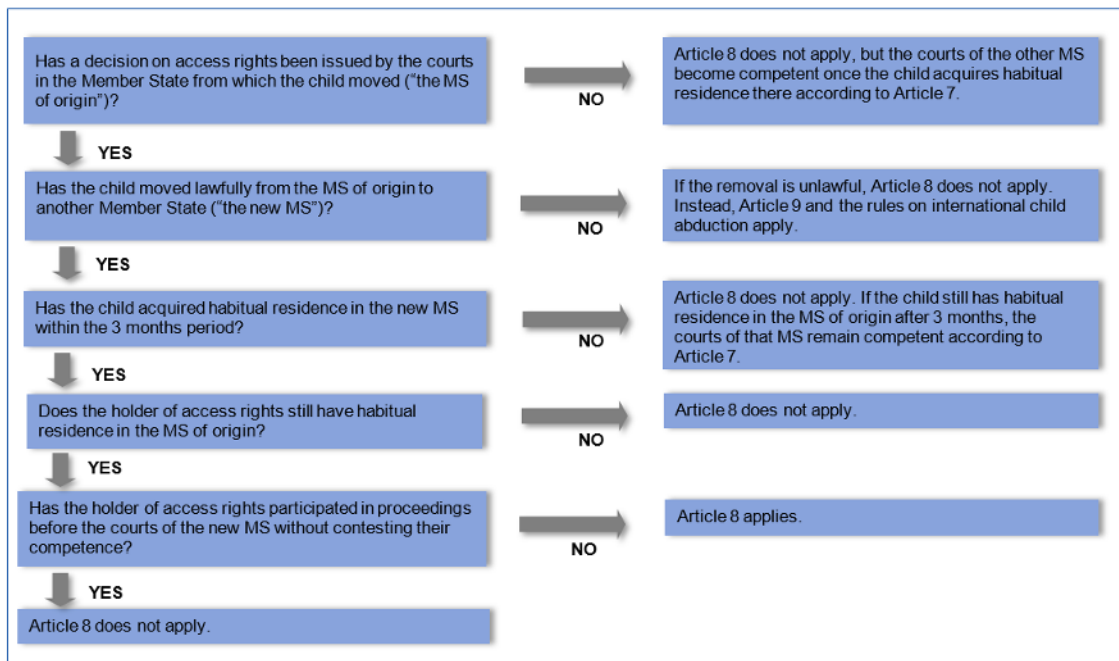 Has a decision on access rights been issued by the courts
in the Member State from which the child moved (“the MS
of origin”)?
NO
Article 8 does not apply, but the courts of the other MS
become competent once the child acquires habitual
residence there according to Article 7.
YES
Has the child moved lawfully from the MS of origin to
another Member State (“the new MS”)?
NO
If the removal is unlawful, Article 8 does not apply.
Instead, Article 9 and the rules on international child
abduction apply.
YES
Has the child acquired habitual residence in the new MS
within the 3 months period?
NO
Article 8 does not apply. If the child still has habitual
residence in the MS of origin after 3 months, the
courts of that MS remain competent according to
Article 7.
YES
Does the holder of access rights still have habitual
residence in the MS of origin?
NO
Article 8 does not apply.
YES
Has the holder of access rights participated in proceedings
before the courts of the new MS without contesting their
competence?
NO
Article 8 applies.
YES
Article 8 does not apply.